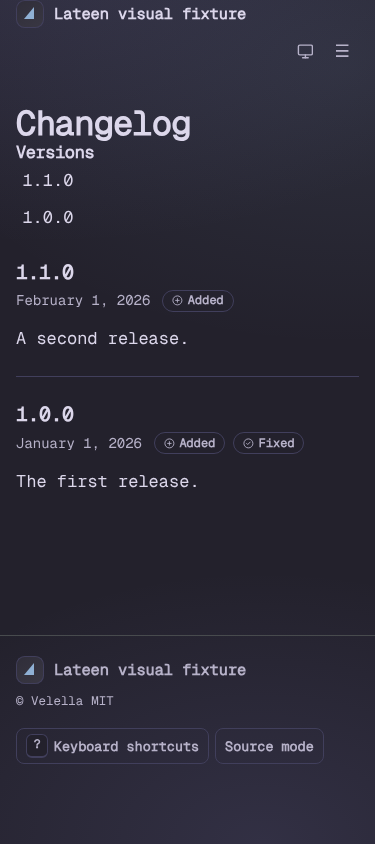 Lateen visual fixture
Changelog
Versions
1.1.0
1.0.0
1.1.0
February 1, 2026 Added
A second release.
1.0.0
January 1, 2026 Added Fixed
The first release.
Lateen visual fixture
© Velella MIT
? Keyboard shortcuts Source mode